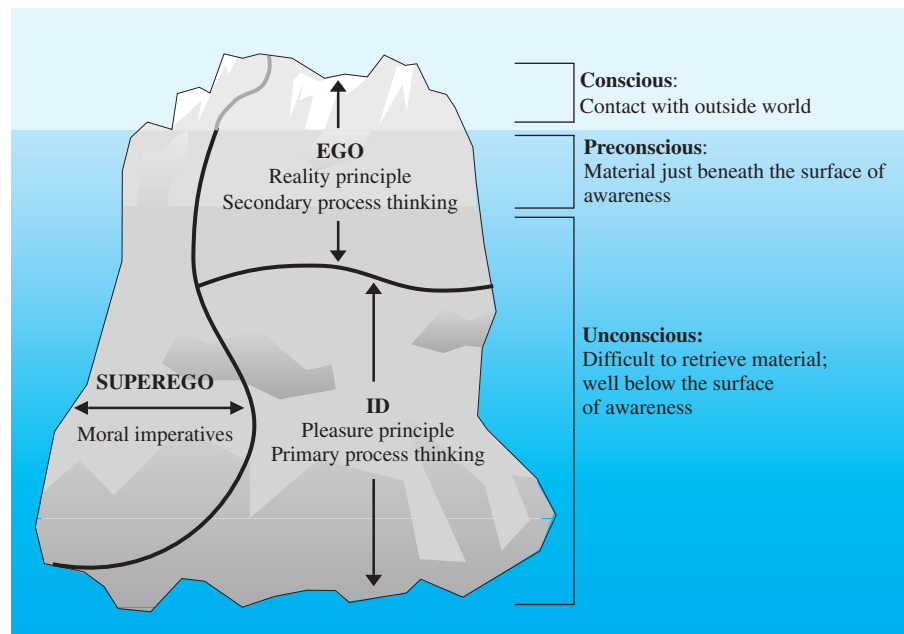 Conscious:
Contact with outside world
Preconscious:
Material just beneath the surface of
awareness
EGO
Reality principle
Secondary process thinking
Unconscious:
Difficult to retrieve material;
well below the surface
of awareness
SUPEREGO
Moral imperatives
ID
Pleasure principle
Primary process thinking